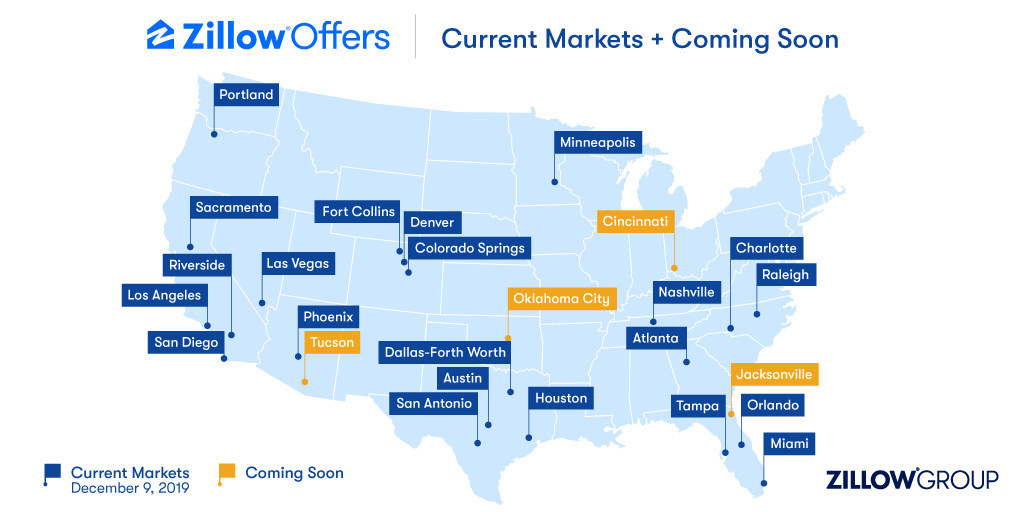 Zillow® Offers
Current Markets + Coming Soon
Portland
Minneapolis
Sacramento
Fort Collins
Denver
Cincinnati
Colorado Springs
Charlotte
Riverside
Las Vegas
Raleigh
Los Angeles
Nashville
Oklahoma City
Phoenix
San Diego
Tucson
Atlanta
Dallas-Forth Worth
Jacksonville
Austin
San Antonio
Houston
Tampa
Orlando
Miami
Current Markets
December 9, 2019
Coming Soon
ZILLOW®GROUP